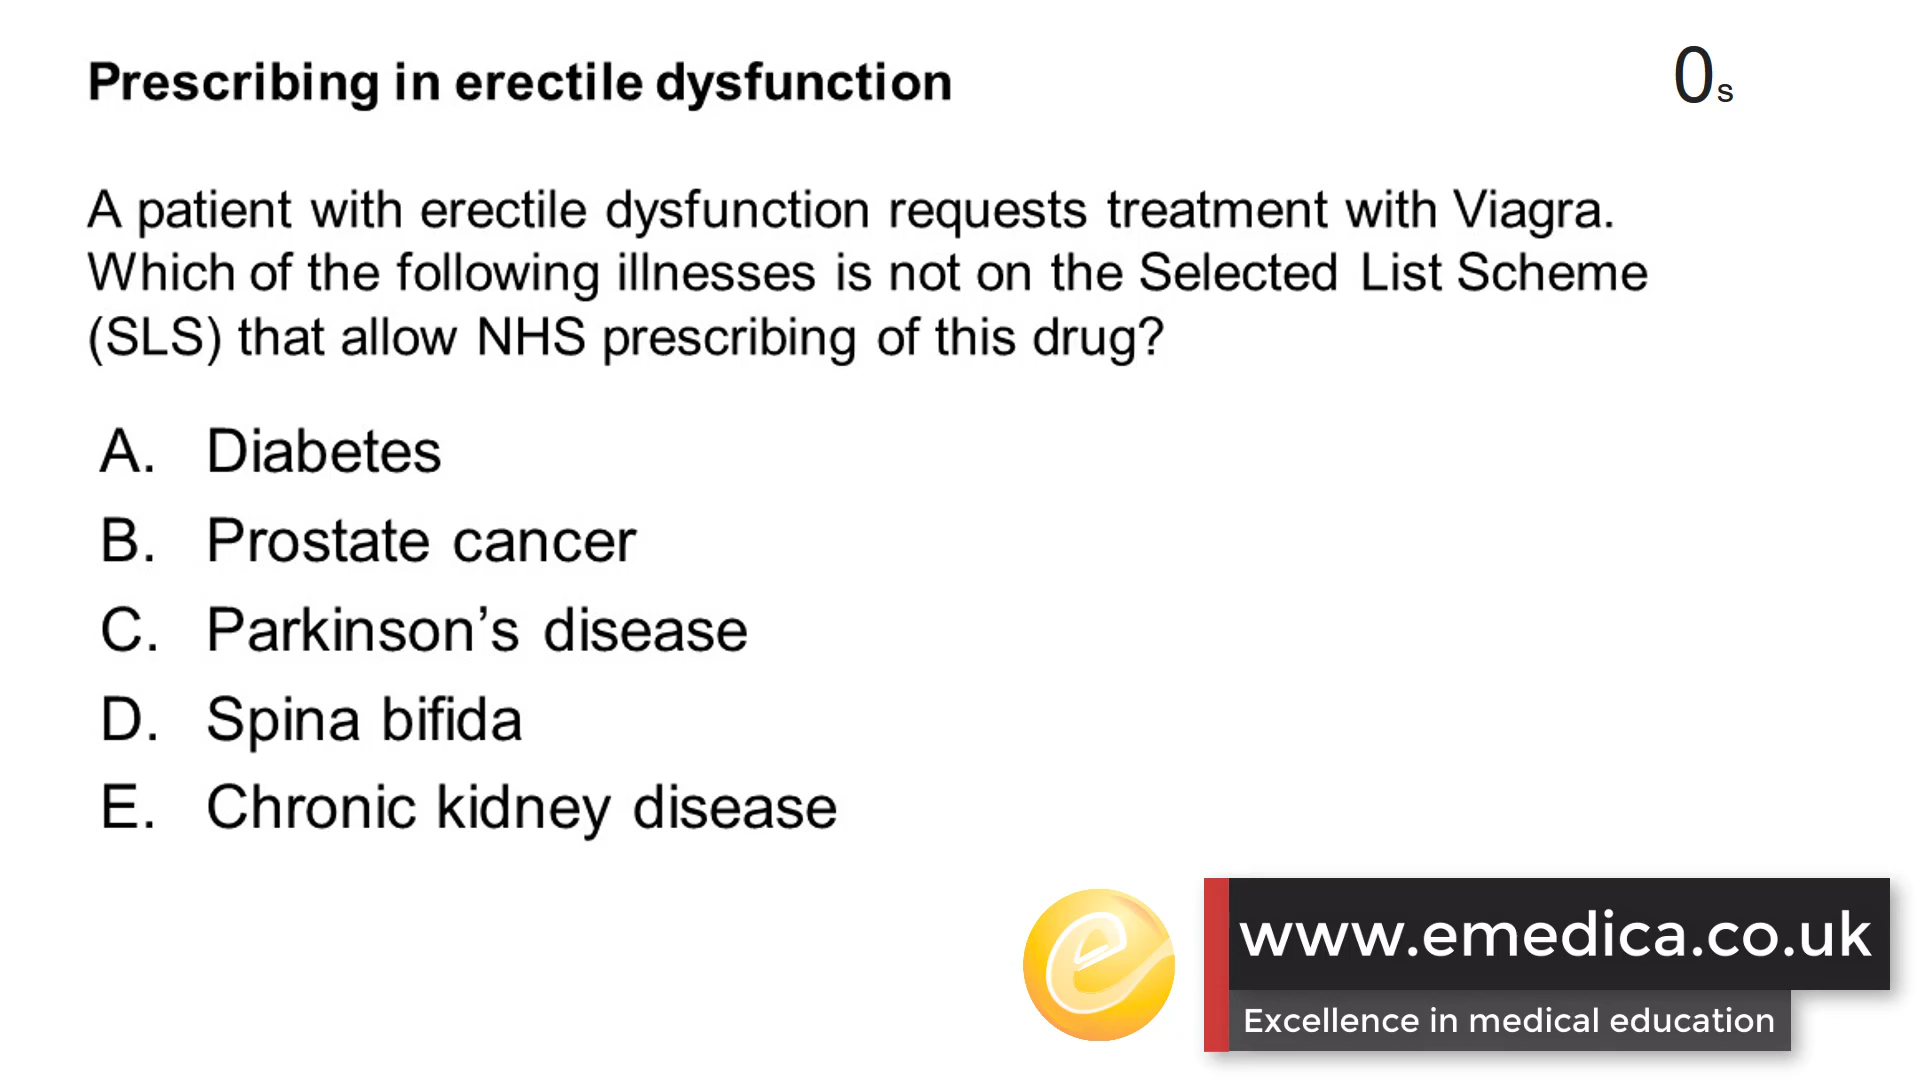 Prescribing in erectile dysfunction
0s
A patient with erectile dysfunction requests treatment with Viagra.
Which of the following illnesses is not on the Selected List Scheme
(SLS) that allow NHS prescribing of this drug?
A. Diabetes
B. Prostate cancer
C. Parkinson’s disease
D. Spina bifida
E. Chronic kidney disease
e
www.emedica.co.uk
Excellence in medical education